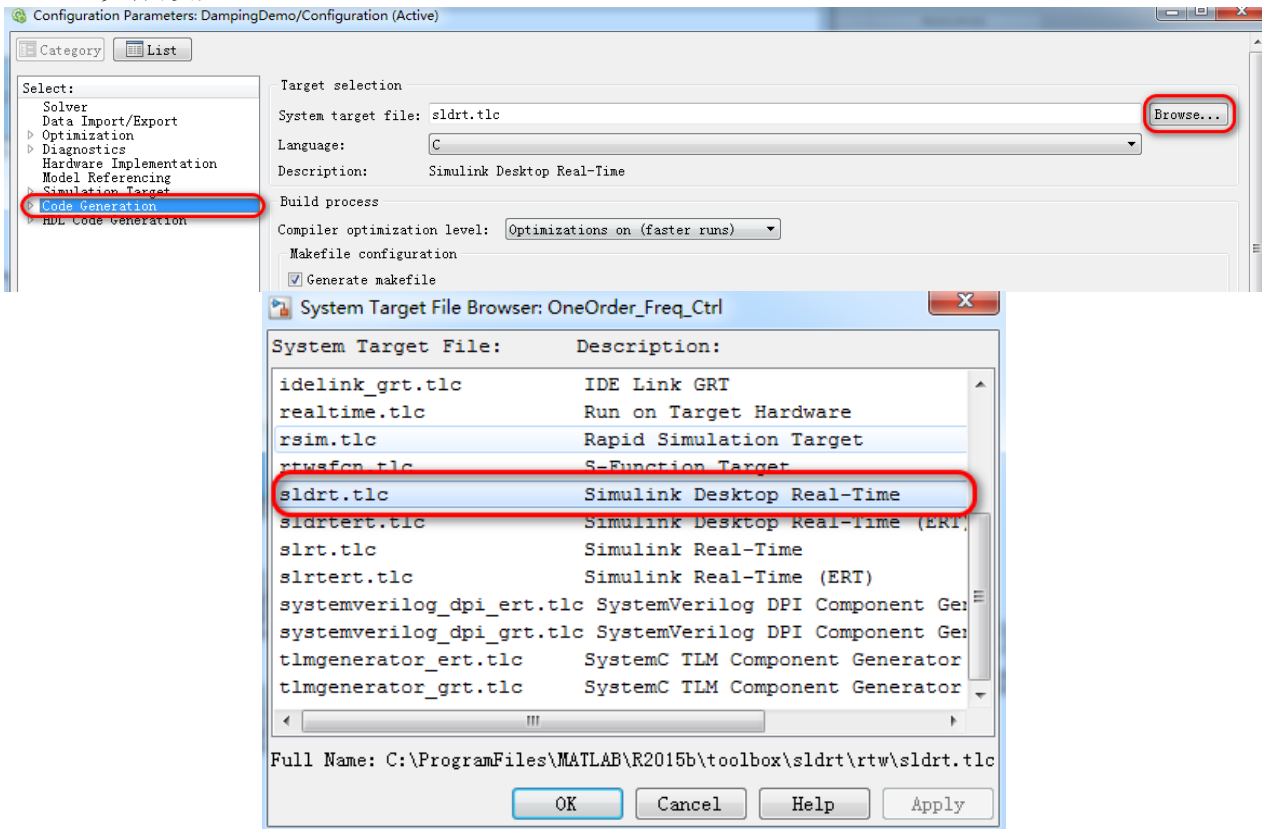 Configuration Parameters: DampingDemo/Configuration (Active)
Category List
Select:
Solver
Data Import/Export
Optimization
Diagnostics
Hardware Implementation
Model Referencing
Simulation Target
Code Generation
HDL Code Generation
Target selection
System target file: sldrt.tlc Browse...
Language: C
Description: Simulink Desktop Real-Time
Build process
Compiler optimization level: Optimizations on (faster runs)
Makefile configuration
Generate makefile
System Target File Browser: OneOrder_Freq_Ctrl
System Target File: Description:
idelink_grt.tlc IDE Link GRT
realtime.tlc Run on Target Hardware
rsim.tlc Rapid Simulation Target
rtwsfcn.tlc S-Function Target
sldrt.tlc Simulink Desktop Real-Time
sldrtert.tlc Simulink Desktop Real-Time (ERT)
slrt.tlc Simulink Real-Time
slrtert.tlc Simulink Real-Time (ERT)
systemverilog_dpi_ert.tlc SystemVerilog DPI Component Ge
systemverilog_dpi_grt.tlc SystemVerilog DPI Component Ge
tlmgenerator_ert.tlc SystemC TLM Component Generator
tlmgenerator_grt.tlc SystemC TLM Component Generator
Full Name: C:\ProgramFiles\MATLAB\R2015b\toolbox\sldrt\rtw\sldrt.tlc
OK Cancel Help Apply